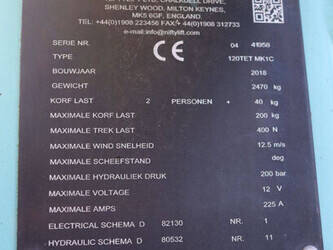 SHENLEY WOOD, MILTON KEYNES,
MK5 6GF, ENGLAND.
TEL:+44(0)1908 223456 FAX:+44(0)1908 312733
e-mail:info@niftylift.com
SERIE NR. CE 04 41958
TYPE 120TET MK1C
BOUWJAAR 2018
GEWICHT 2470 kg
KORF LAST 2 PERSONEN + 40 kg
MAXIMALE KORF LAST 200 kg
MAXIMALE TREK LAST 400 N
MAXIMALE WIND SNELHEID 12.5 m/s
MAXIMALE SCHEEFSTAND deg
MAXIMALE HYDRAULIEK DRUK 200 bar
MAXIMALE VOLTAGE 12 V
MAXIMALE AMPS 225 A
ELECTRICAL SCHEMA D 82130 NR. 1
HYDRAULIC SCHEMA D 80532 NR. 11